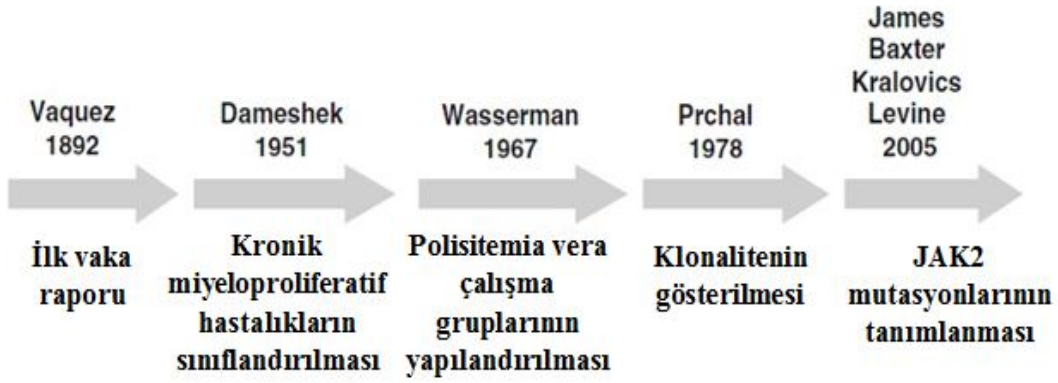 Vaquez
1892
İlk vaka
raporu
Dameshek
1951
Kronik
miyeloproliferatif
hastalıkların
sınıflandırılması
Wasserman
1967
Polisitemia vera
çalışma
gruplarının
yapılandırılması
Prchal
1978
Klonalitenin
gösterilmesi
James
Baxter
Kralovics
Levine
2005
JAK2
mutasyonlarının
tanımlanması